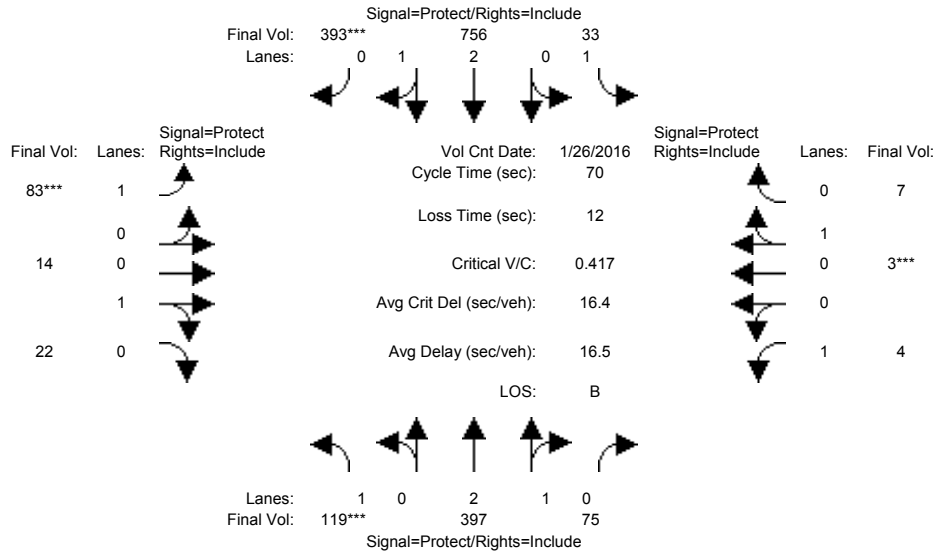 Signal=Protect/Rights=Include
Final Vol: 393*** 756 33
Lanes: 0 1 2 0 1
Signal=Protect
Final Vol: Lanes: Rights=Include
Vol Cnt Date: 1/26/2016
Signal=Protect
Rights=Include Lanes: Final Vol:
Cycle Time (sec): 70
83*** 1
0 7
Loss Time (sec): 12
0
1
14 0
Critical V/C: 0.417
0 3***
1
Avg Crit Del (sec/veh): 16.4
0
22 0
Avg Delay (sec/veh): 16.5
1 4
LOS: B
Lanes: 1 0 2 1 0
Final Vol: 119*** 397 75
Signal=Protect/Rights=Include